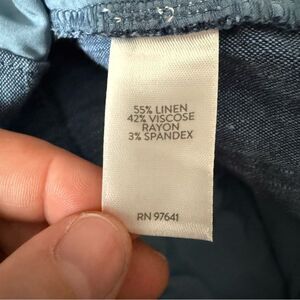 55% LINEN
42% VISCOSE
RAYON
3% SPANDEX
RN 97641